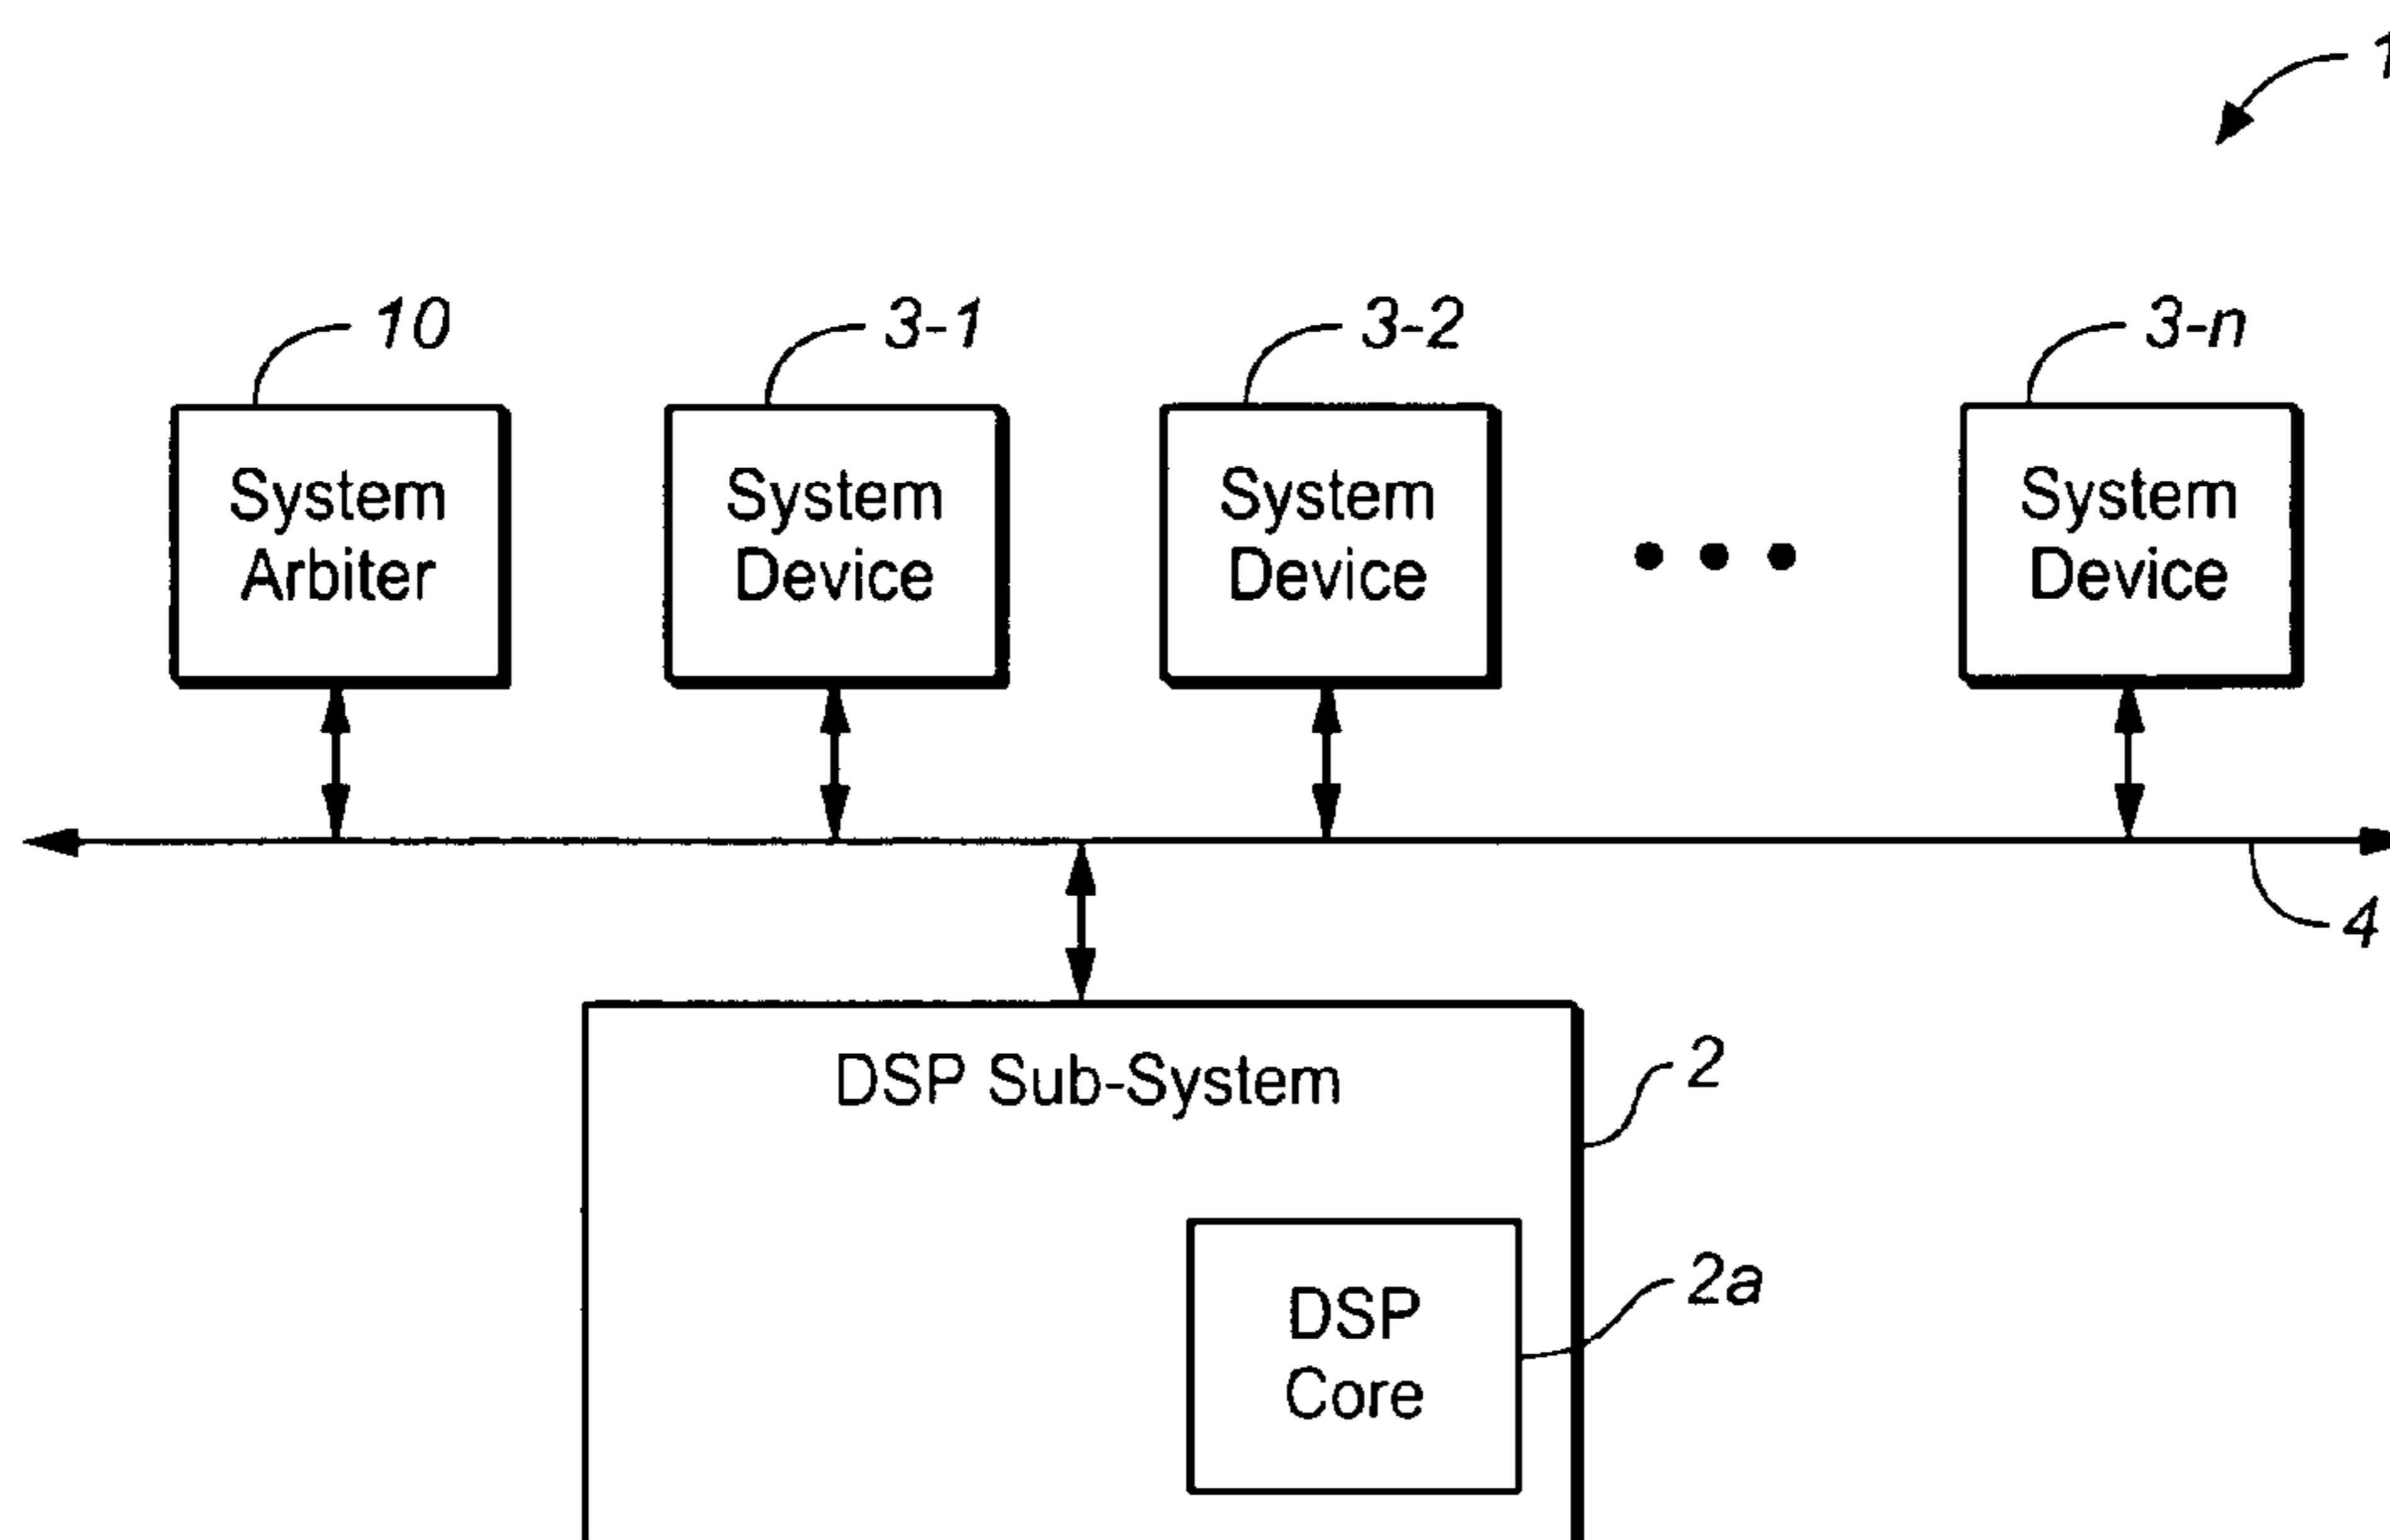 1
10
3-1
3-2
3-n
System
Arbiter
System
Device
System
Device
System
Device
4
DSP Sub-System
2
DSP
Core
2a